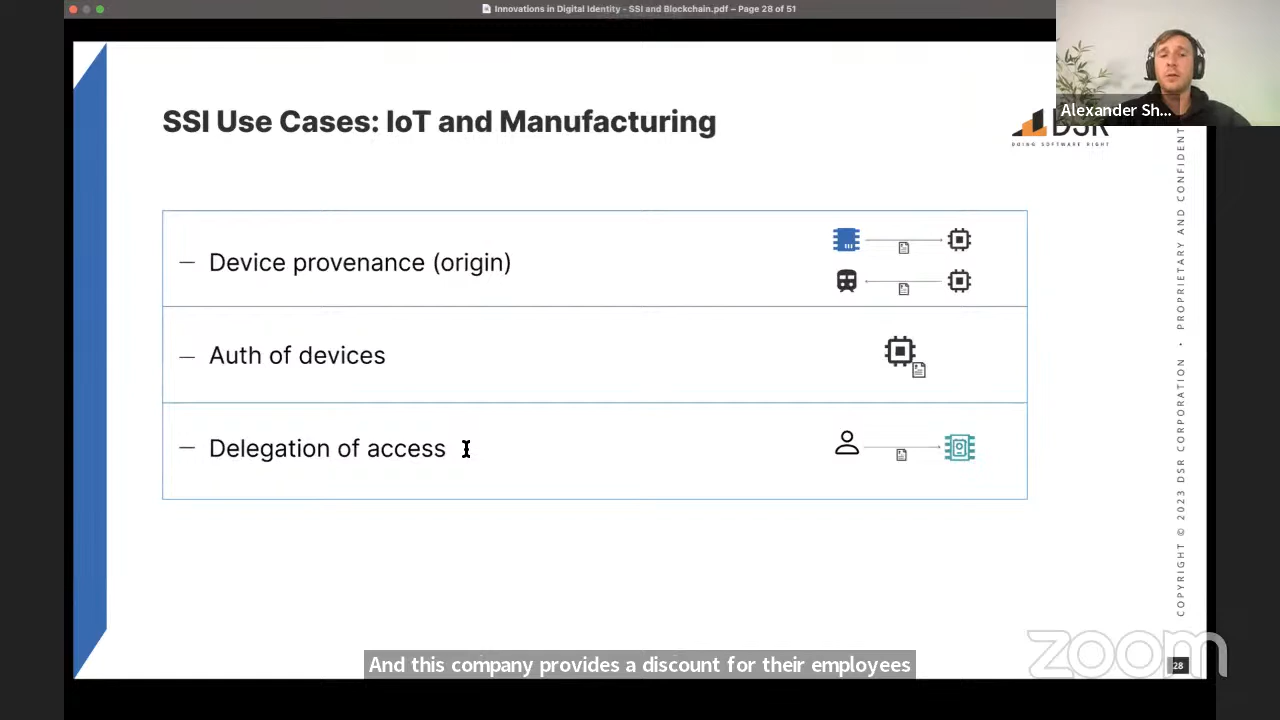 Innovations in Digital Identity - SSI and Blockchain.pdf – Page 28 of 51
Alexander Sh...
SSI Use Cases: IoT and Manufacturing
DSR
DOING SOFTWARE RIGHT
— Device provenance (origin)
— Auth of devices
— Delegation of access
COPYRIGHT © 2023 DSR CORPORATION • PROPRIETARY AND CONFIDENT
And this company provides a discount for their employees
zoom
28